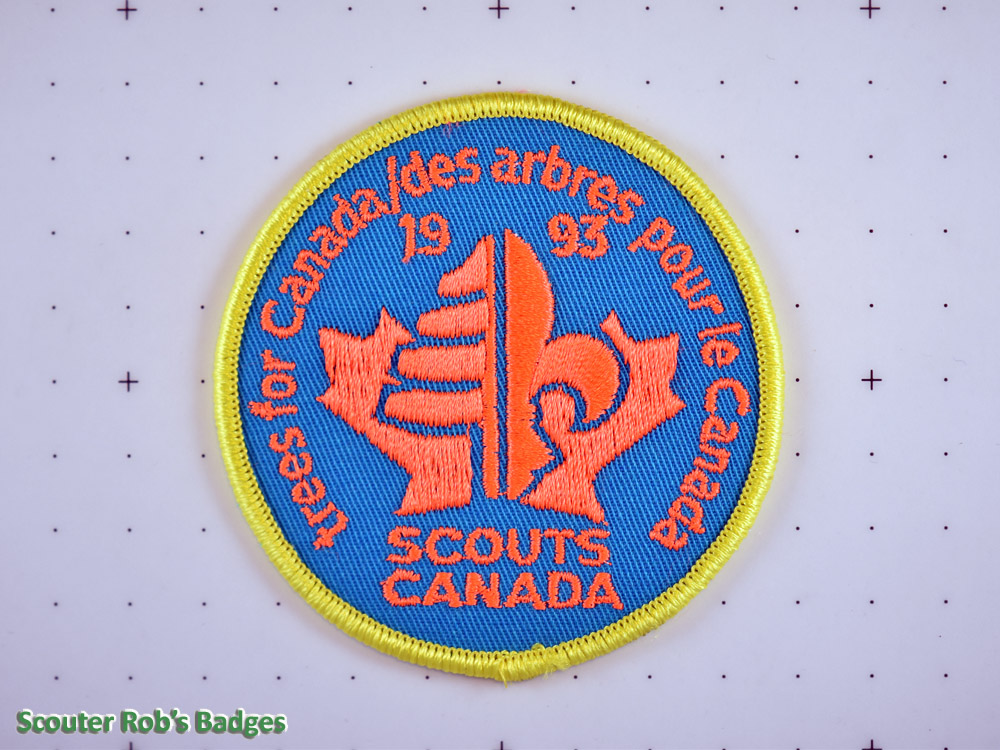 trees for Canada/des arbres pour le Canada
19 93
SCOUTS
CANADA
Scouter Rob's Badges